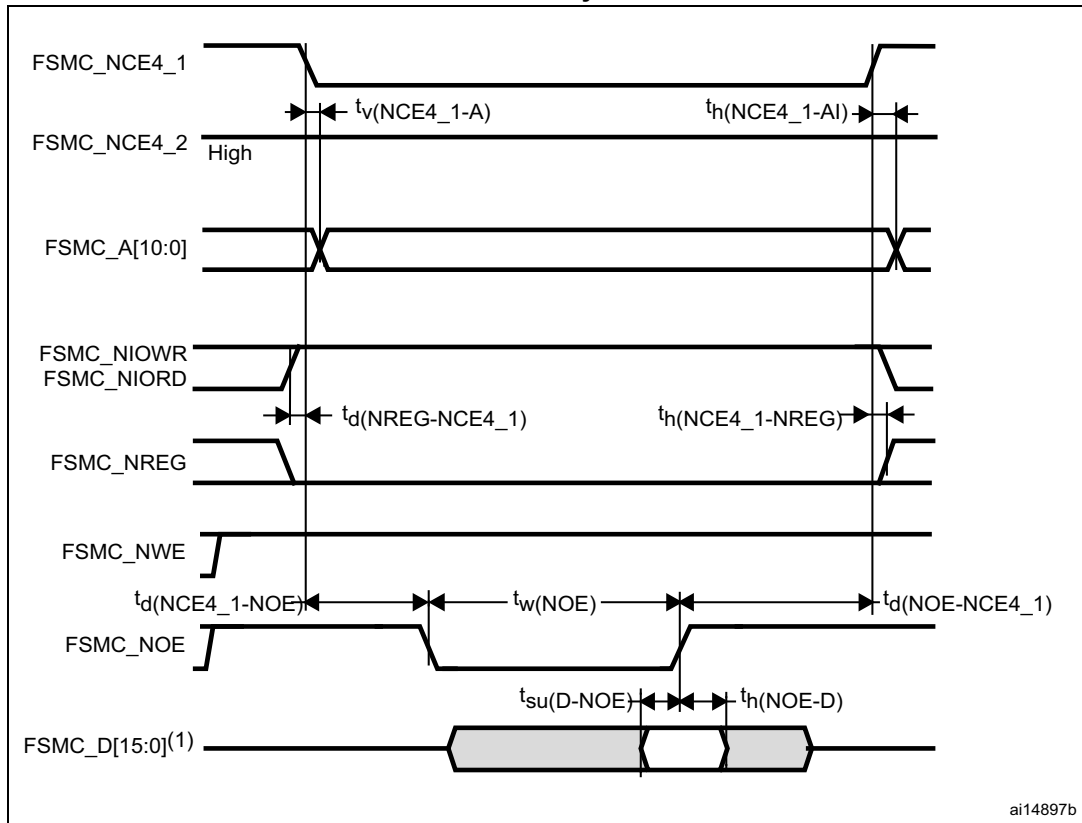 FSMC_NCE4_1
tv(NCE4_1-A)
th(NCE4_1-AI)
FSMC_NCE4_2
High
FSMC_A[10:0]
FSMC_NIOWR
FSMC_NIORD
td(NREG-NCE4_1)
th(NCE4_1-NREG)
FSMC_NREG
FSMC_NWE
td(NCE4_1-NOE)
tw(NOE)
td(NOE-NCE4_1)
FSMC_NOE
tsu(D-NOE)
th(NOE-D)
FSMC_D[15:0](1)
ai14897b